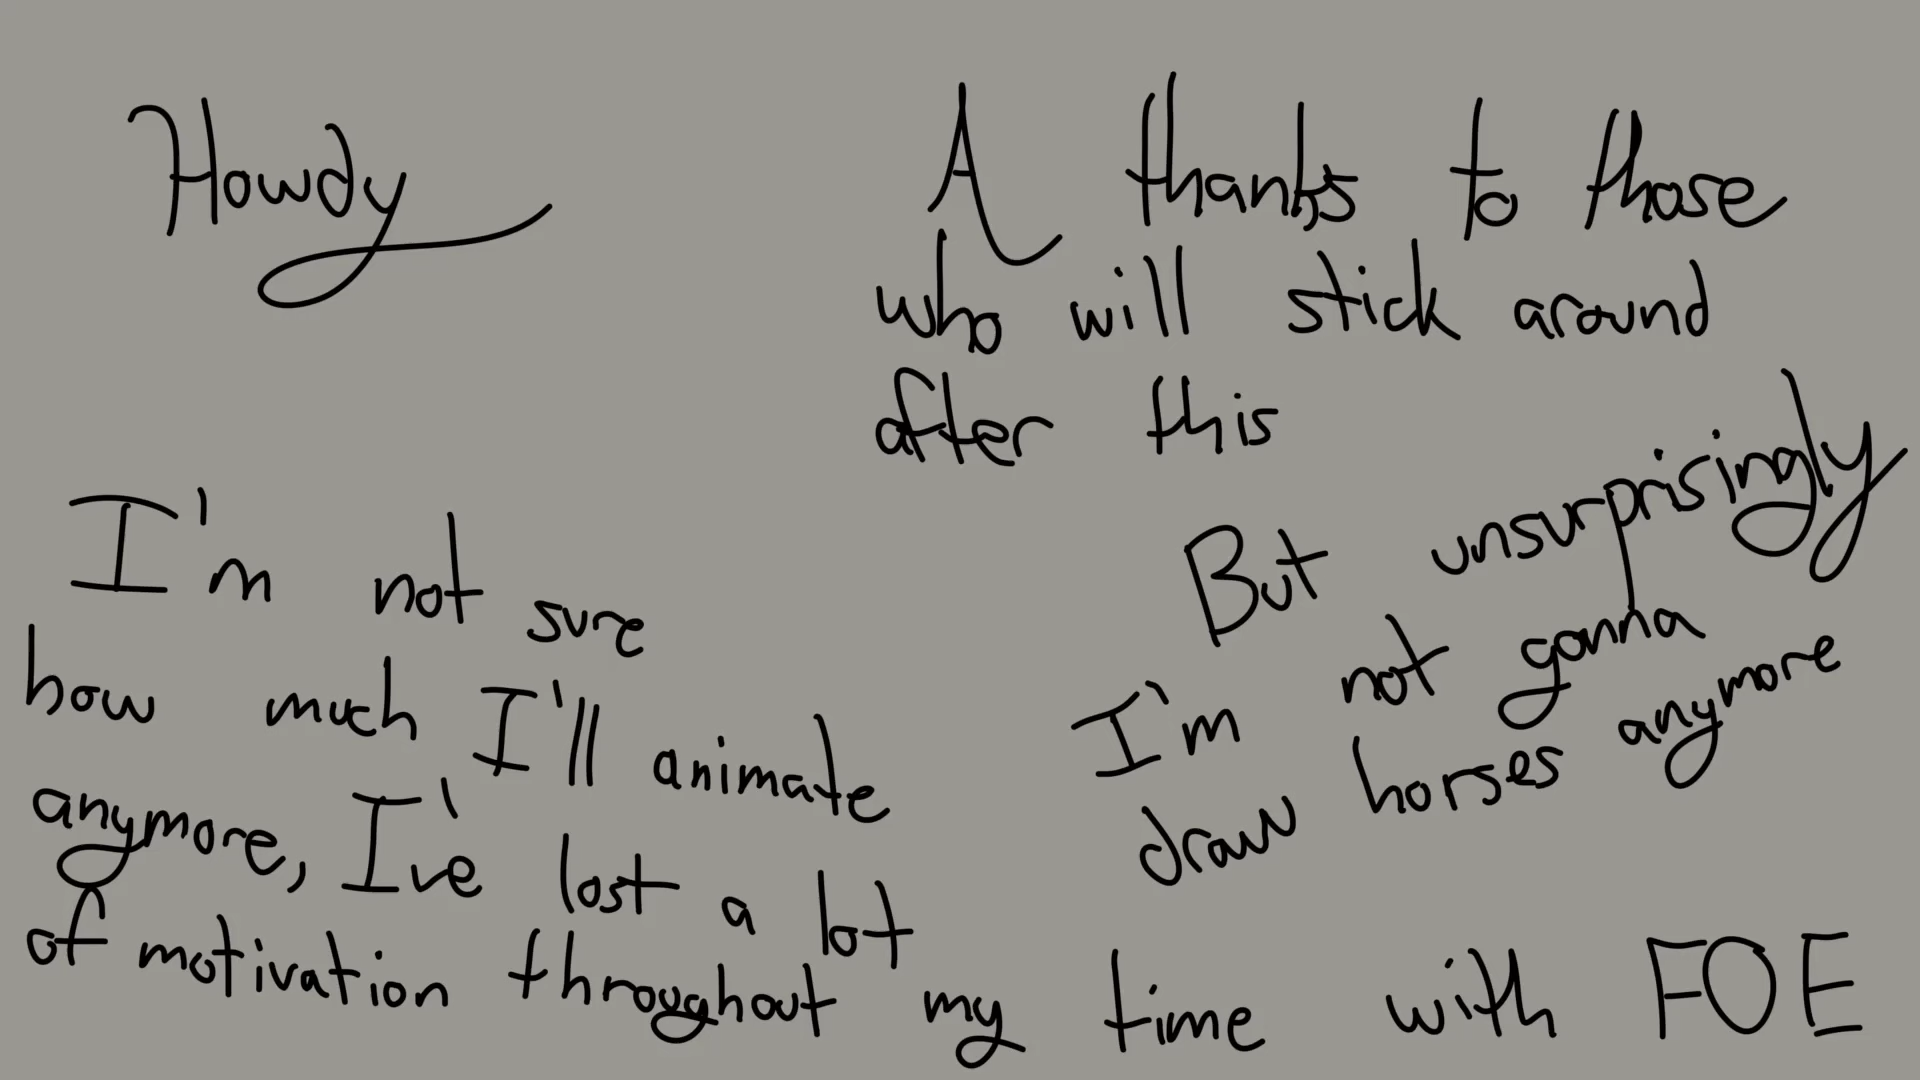 Howdy
A thanks to those
who will stick around
after this
I'm not sure
how much I'll animate
anymore, I've lost a lot
of motivation throughout my time with FOE
But unsurprisingly
I'm not gonna
draw horses anymore